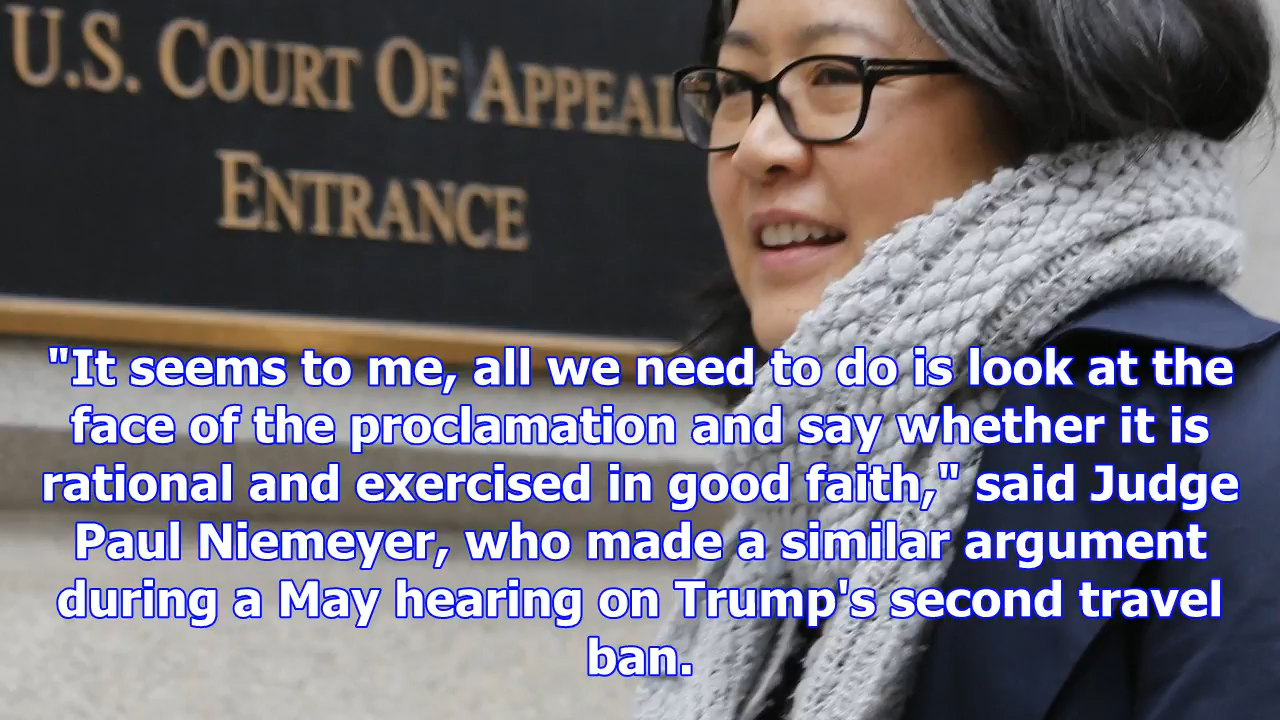 U.S. COURT OF APPEAL
ENTRANCE
"It seems to me, all we need to do is look at the
face of the proclamation and say whether it is
rational and exercised in good faith," said Judge
Paul Niemeyer, who made a similar argument
during a May hearing on Trump's second travel
ban.